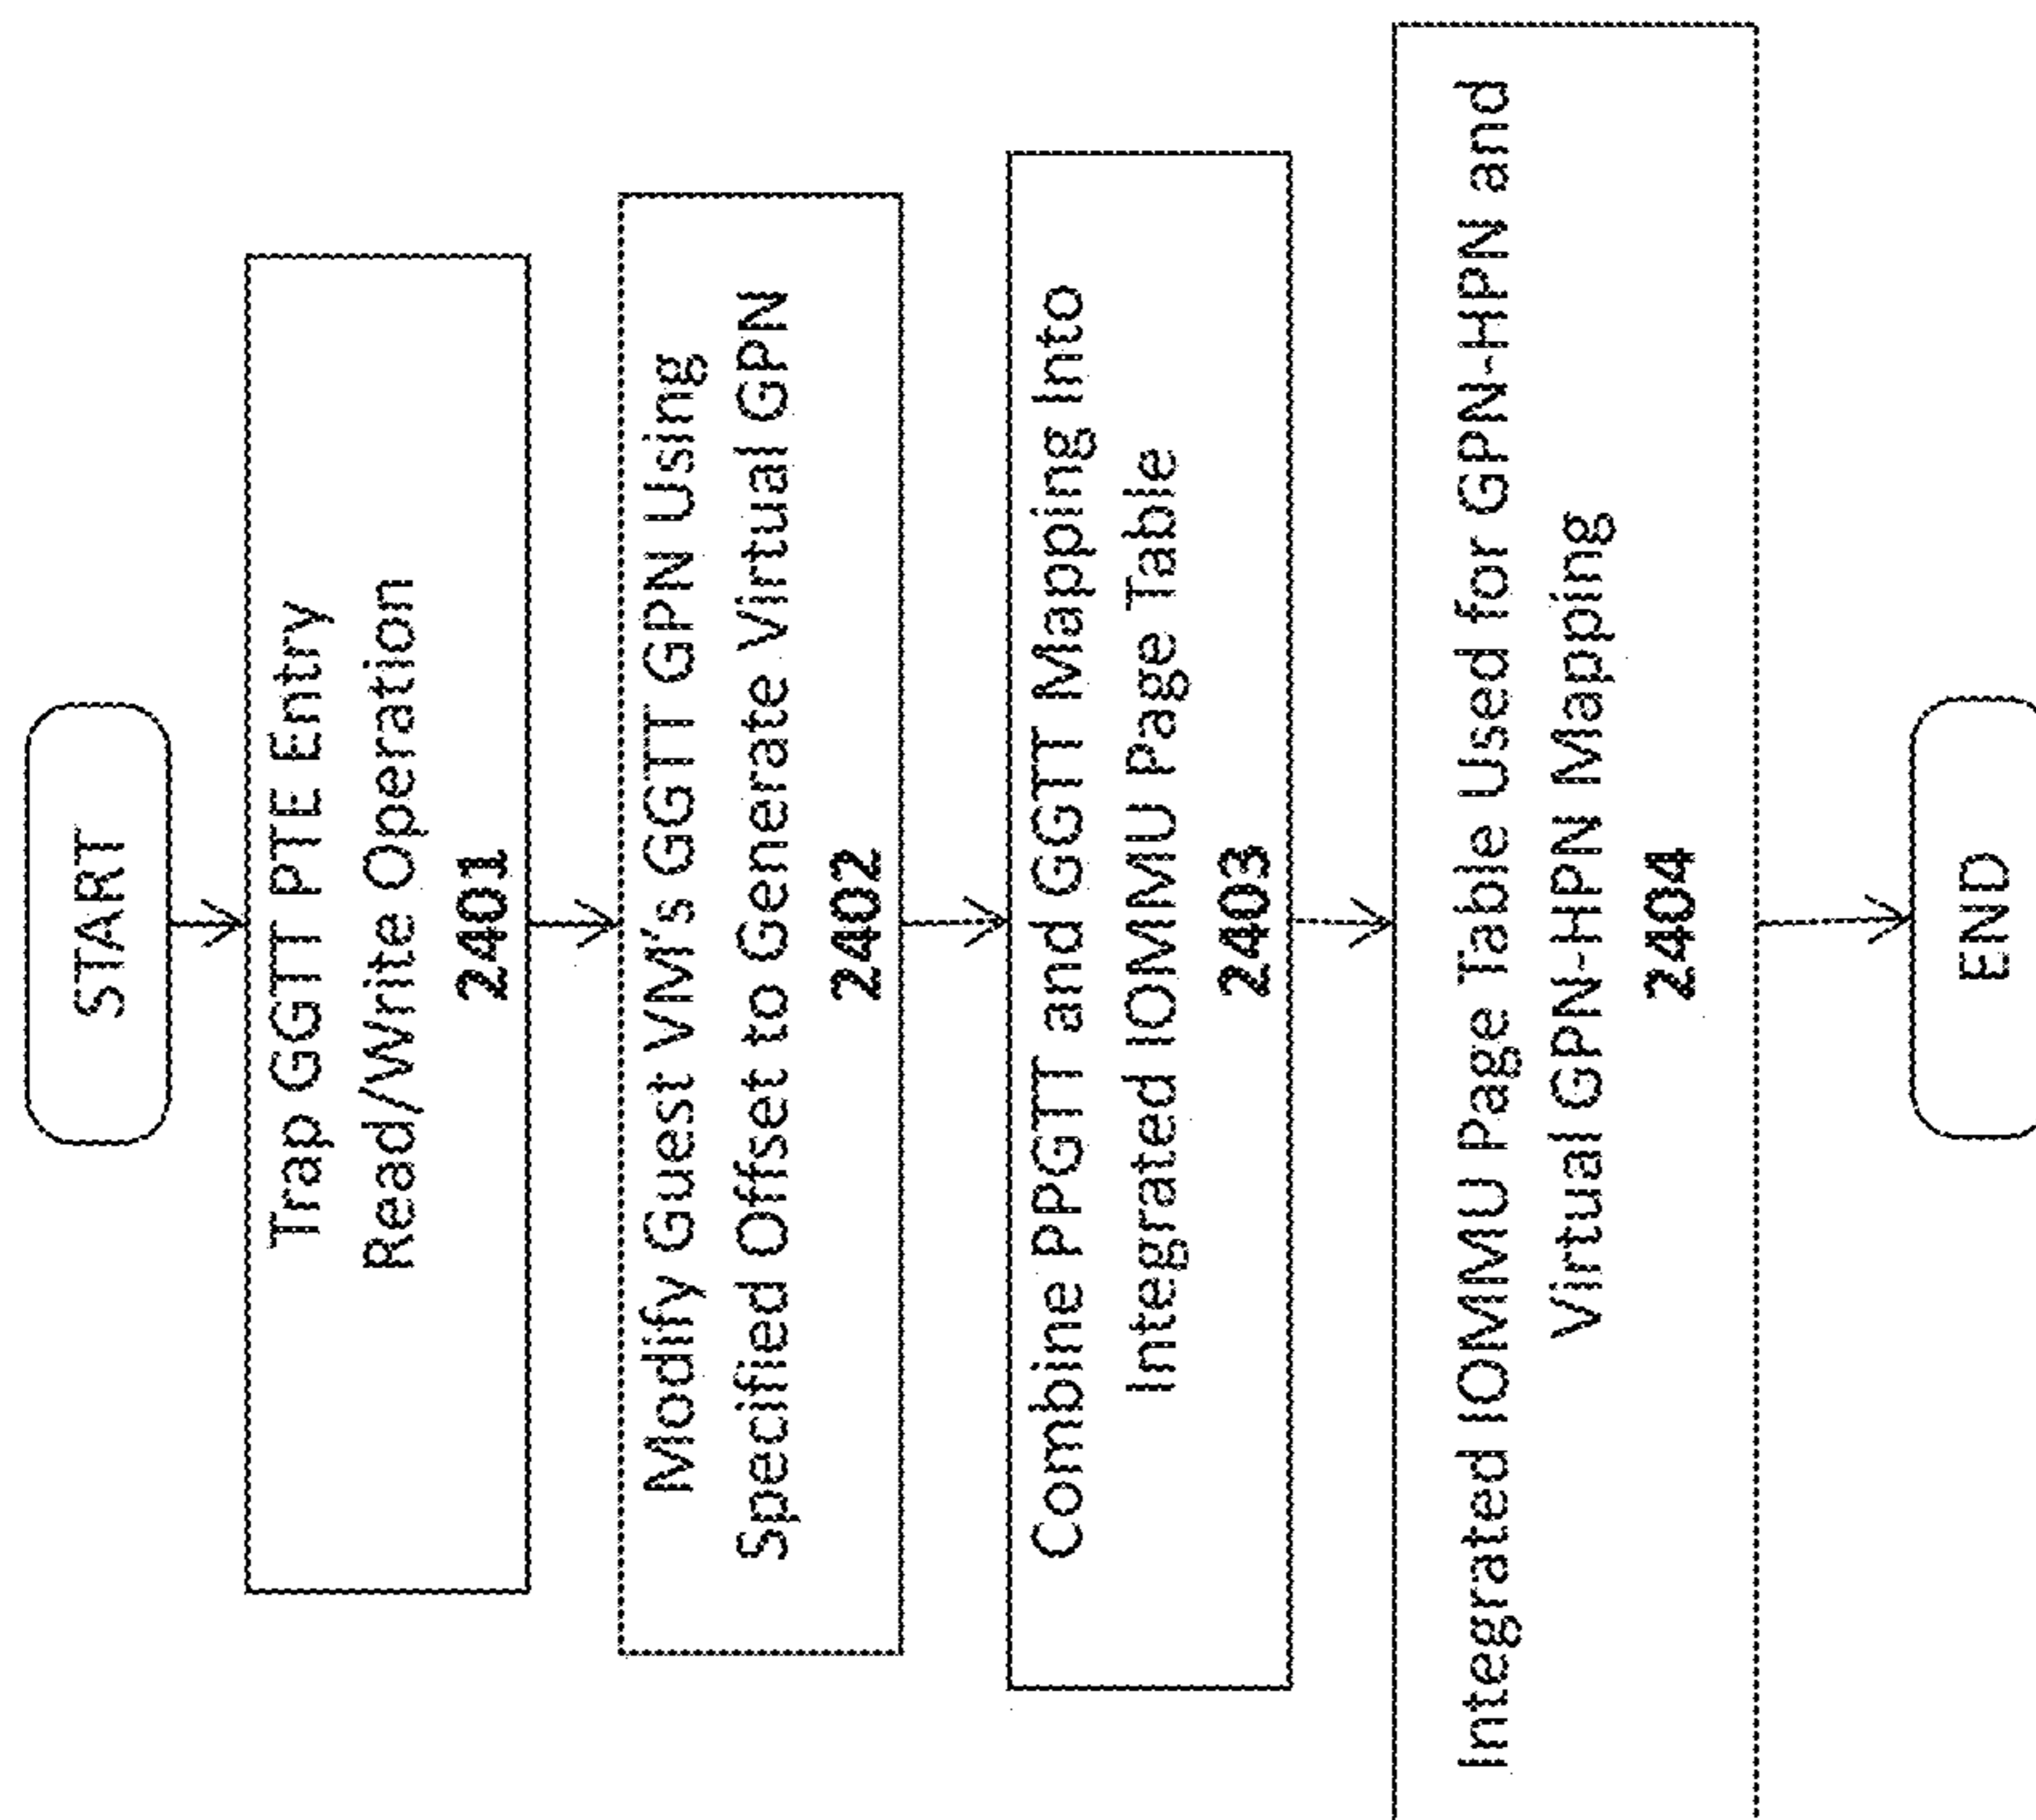 START
Trap GGTT PTE Entry
Read/Write Operation
2401
Modify Guest VM's GGTT GPN Using
Specified Offset to Generate Virtual GPN
2402
Combine PPGTT and GGTT Mapping Into
Integrated IOMMU Page Table
2403
Integrated IOMMU Page Table Used for GPN-HPN and
Virtual GPN-HPN Mapping
2404
END